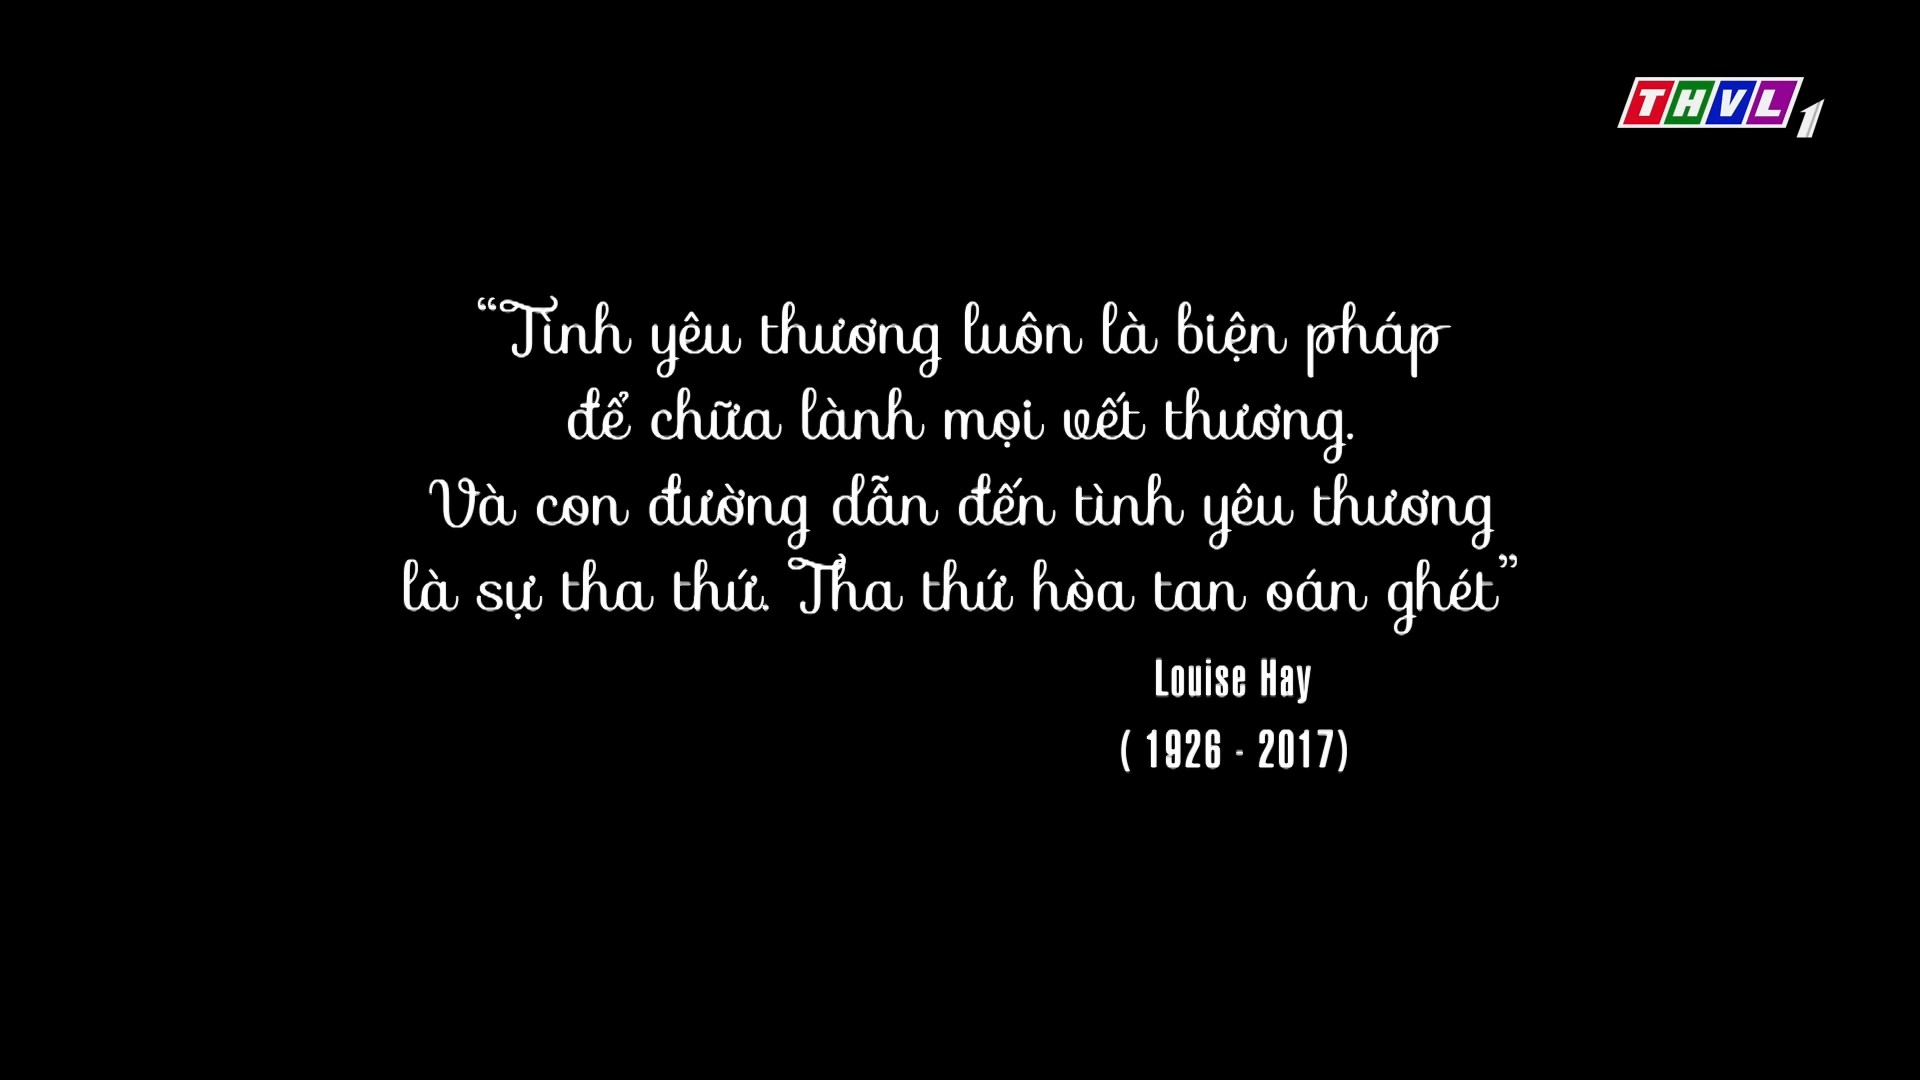 THVL1
“Tình yêu thương luôn là biện pháp
để chữa lành mọi vết thương.
Và con đường dẫn đến tình yêu thương
là sự tha thứ. Tha thứ hòa tan oán ghét”
Louise Hay
( 1926 - 2017)